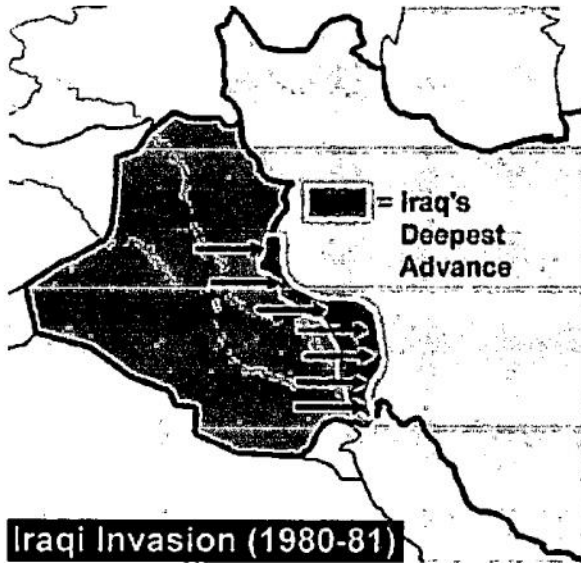 = Iraq's
Deepest
Advance
Iraqi Invasion (1980-81)